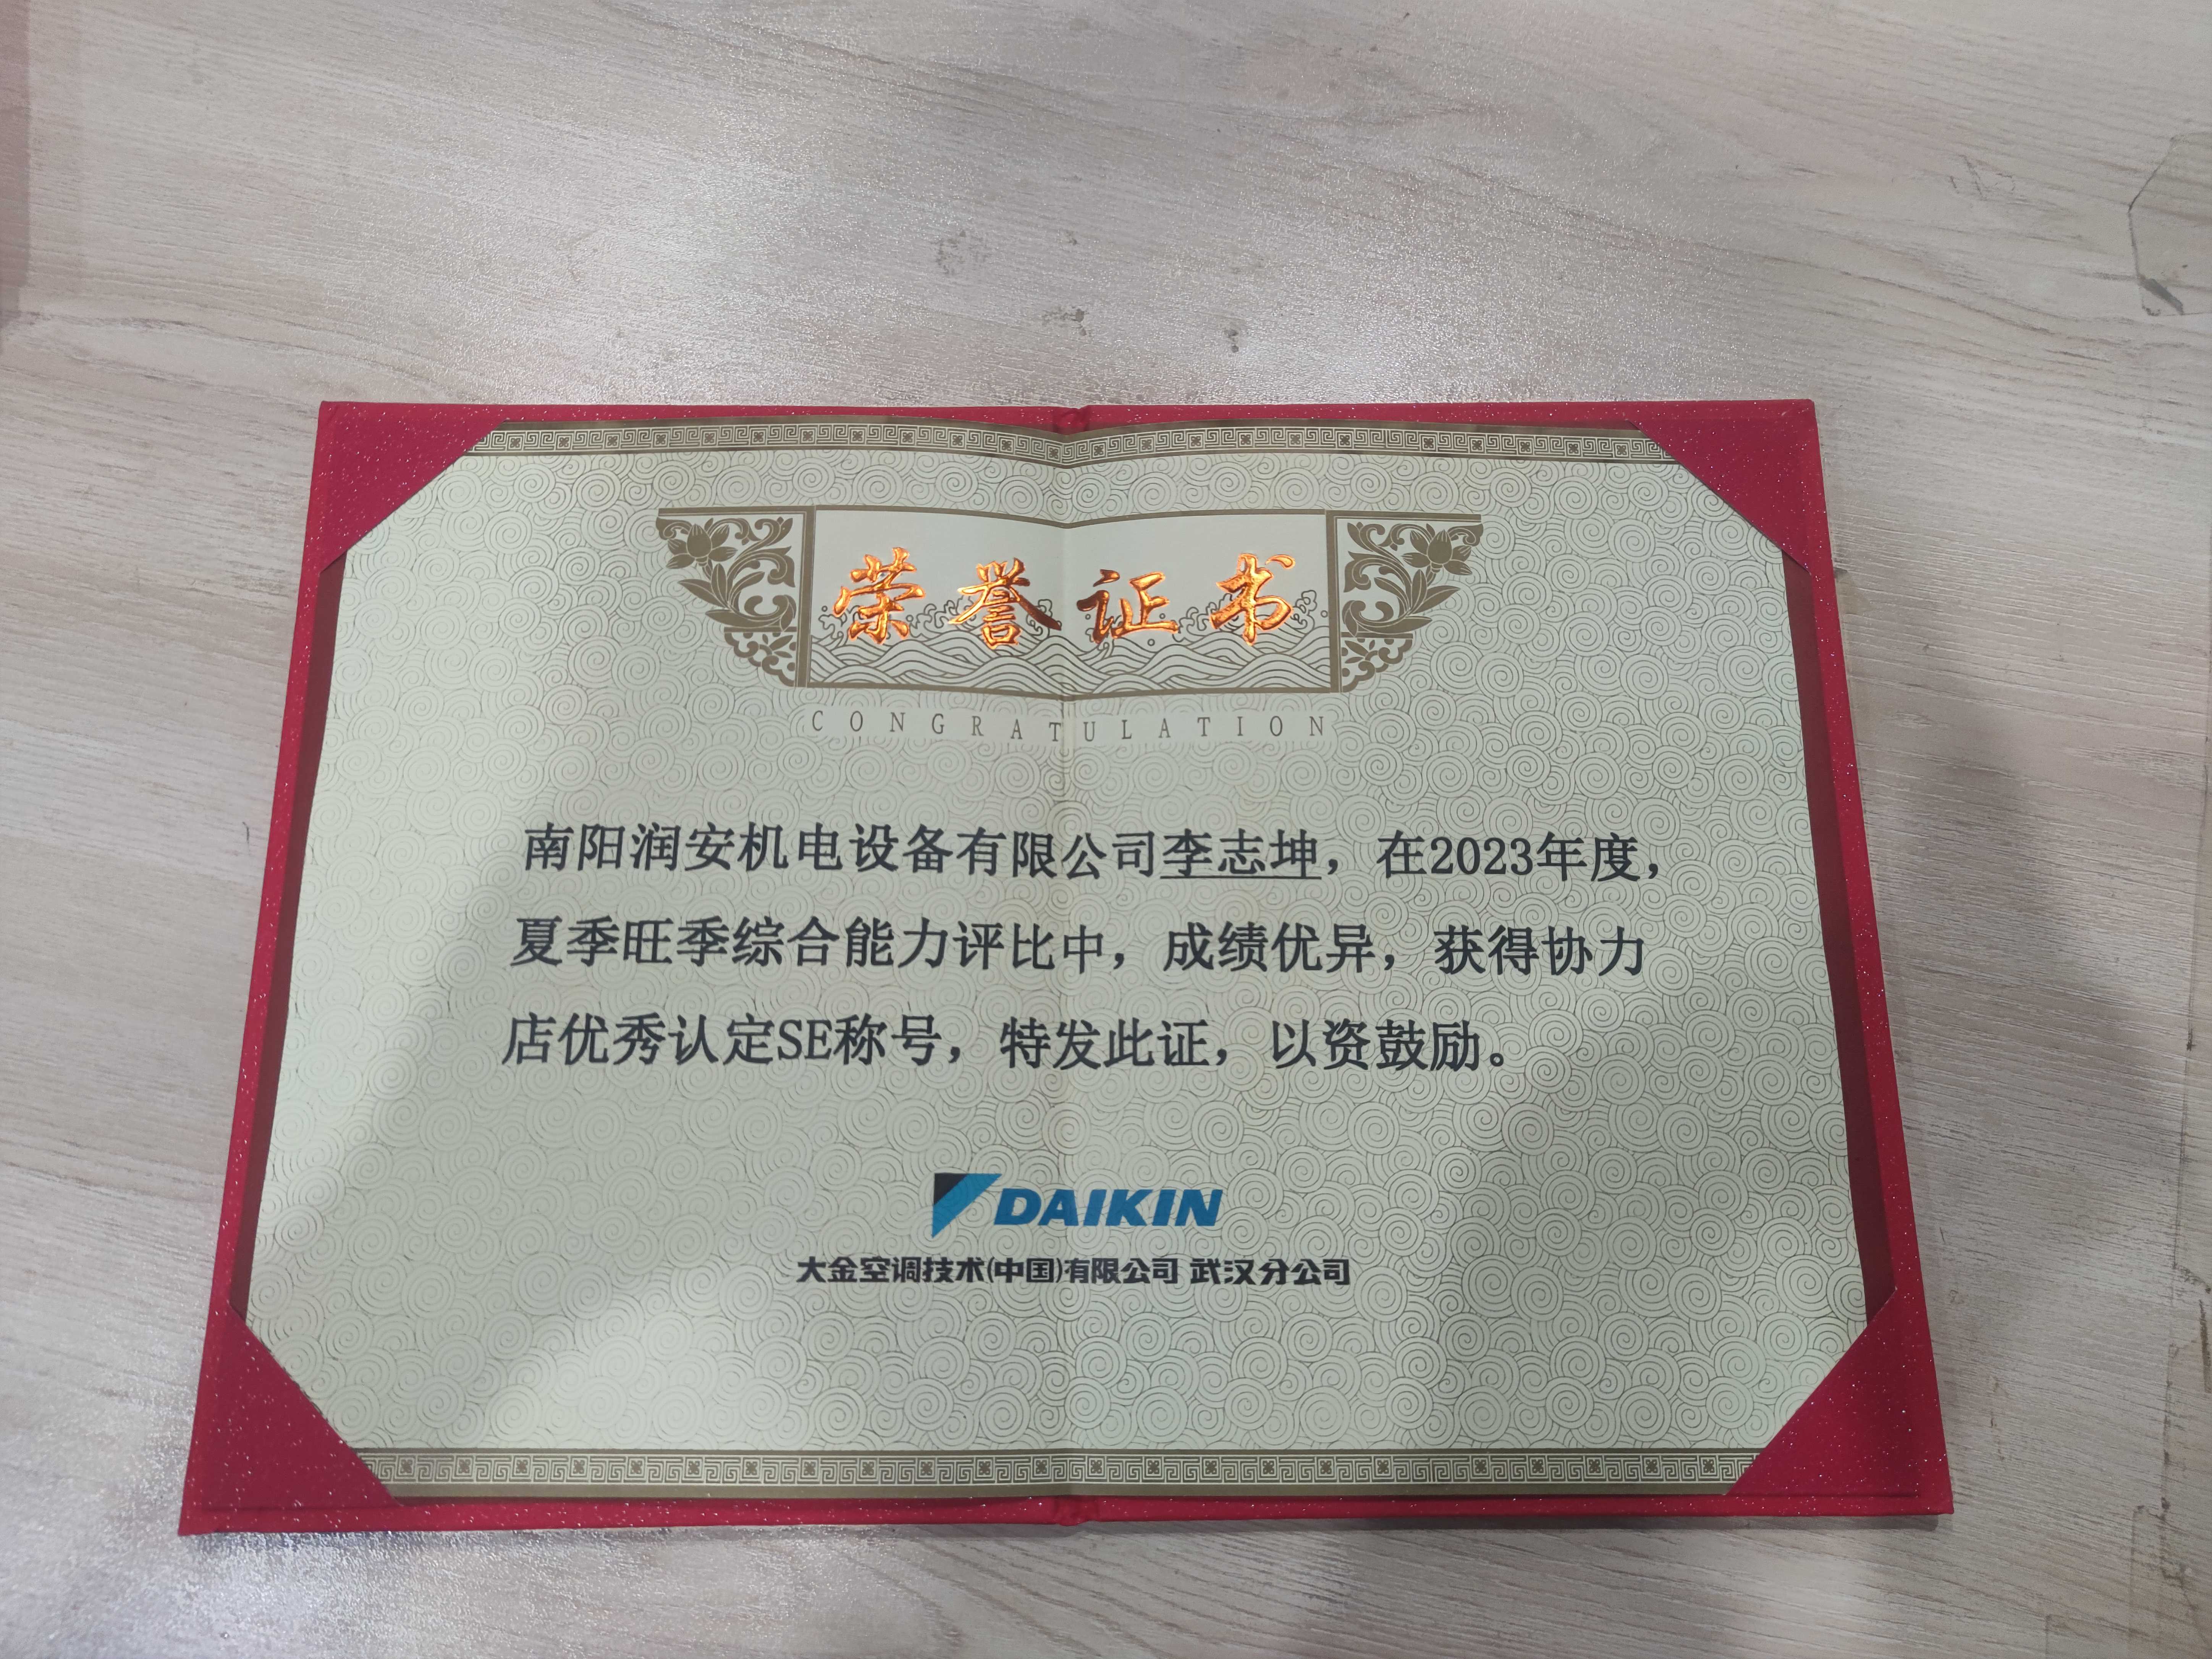 荣誉证书
CONGRATULATION
南阳润安机电设备有限公司李志坤，在2023年度，
夏季旺季综合能力评比中，成绩优异，获得协力
店优秀认定SE称号，特发此证，以资鼓励。
DAIKIN
大金空调技术(中国)有限公司 武汉分公司